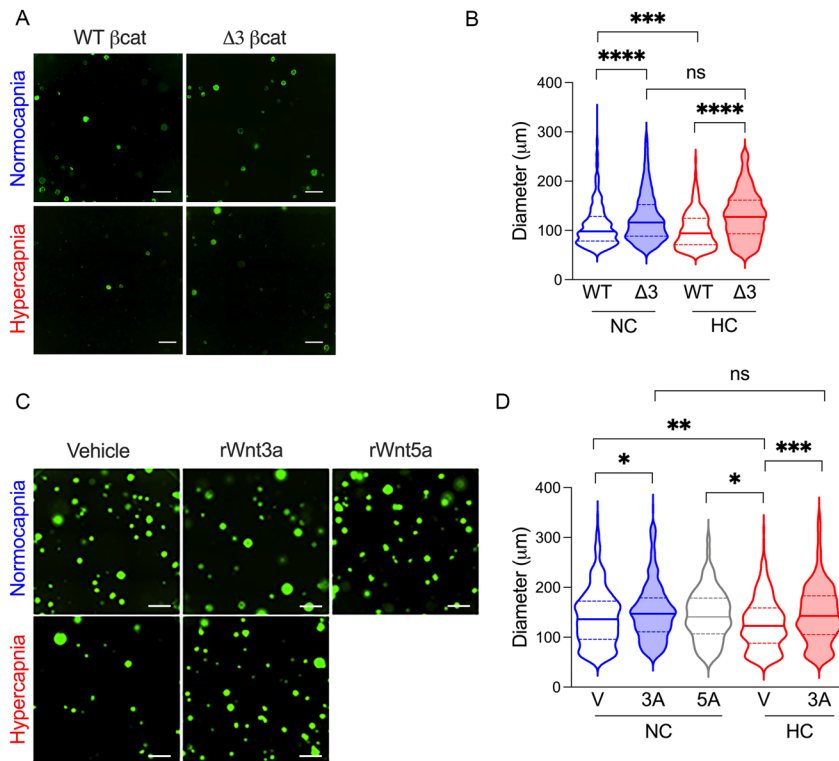 A
WT βcat
Δ3 βcat
Normocapnia
Hypercapnia
B
***
****
ns
****
Diameter (μm)
400
300
200
100
0
WT
Δ3
WT
Δ3
NC
HC
C
Vehicle
rWnt3a
rWnt5a
Normocapnia
Hypercapnia
D
ns
**
*
*
***
Diameter (μm)
400
300
200
100
0
V
3A
5A
V
3A
NC
HC